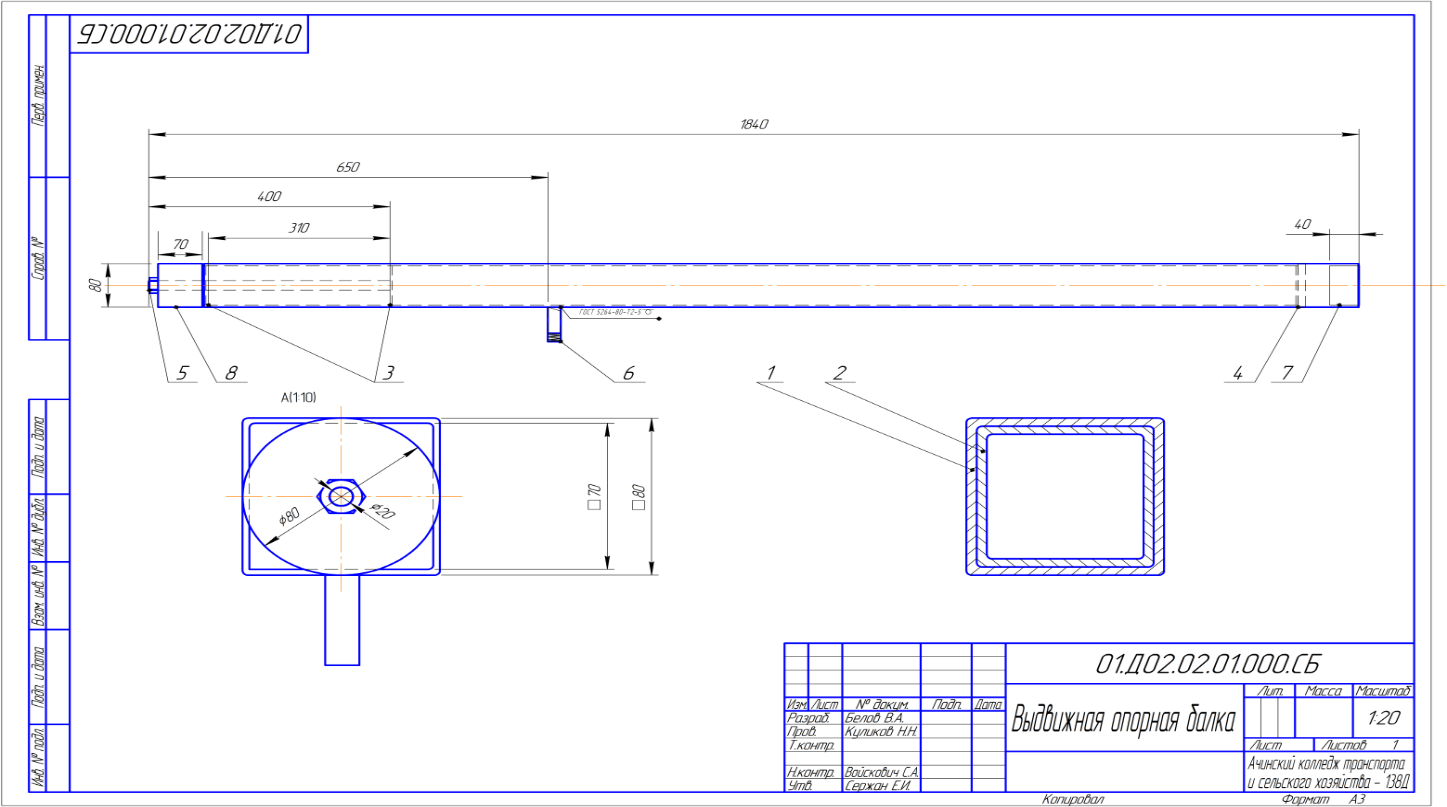 01.Д02.02.01.000.СБ
Перв. примен.
Справ. №
Подп. и дата
Инв. № дубл.
Взам. инв. №
Подп. и дата
Инв. № подл.
1840
650
400
310
70
40
80
ГОСТ 5264-80-Т2-5
5
8
3
6
1
2
4
7
А(1:10)
⌀80
⌀20
□70
□80
01.Д02.02.01.000.СБ
Изм. Лист № докум. Подп. Дата
Разраб. Белов В.А.
Пров. Куликов Н.Н.
Т.контр.
Н.контр. Войскович С.А.
Утв. Сержан Е.И.
Выдвижная опорная балка
Лит. Масса Масштаб
1:20
Лист Листов 1
Ачинский колледж транспорта
и сельского хозяйства - 138Д
Копировал Формат А3